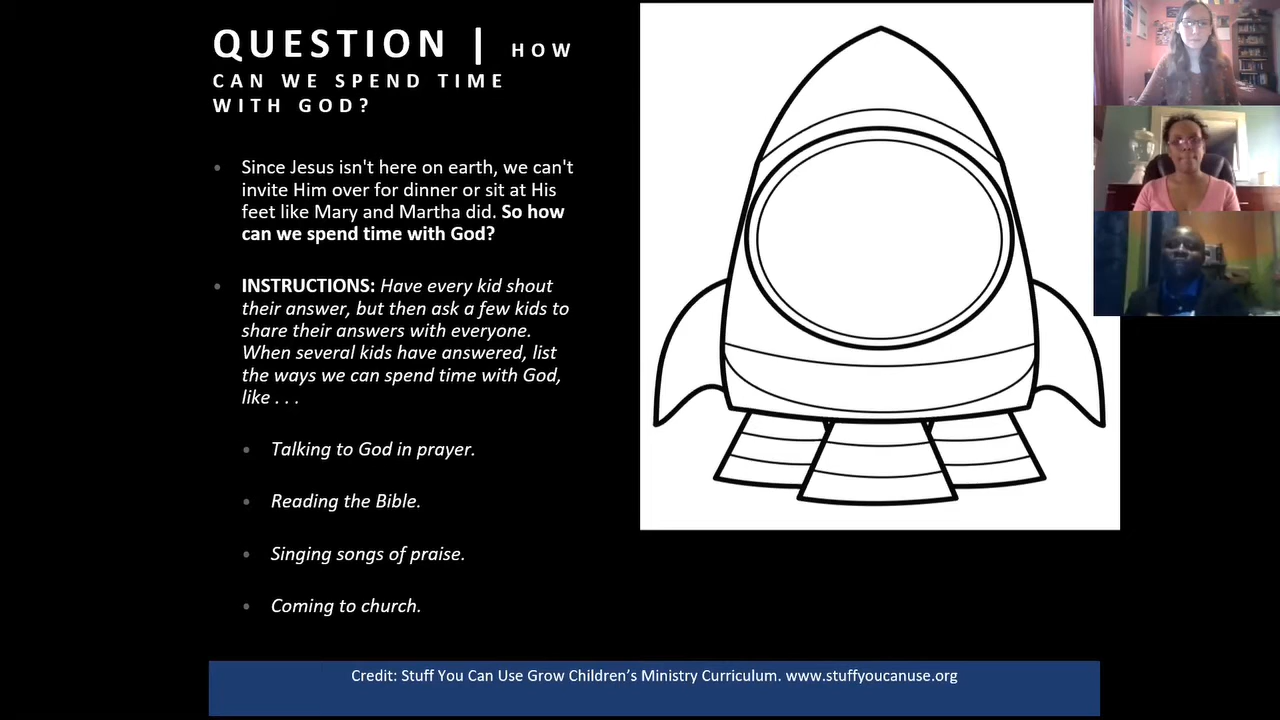 QUESTION | HOW
CAN WE SPEND TIME
WITH GOD?
• Since Jesus isn't here on earth, we can't
invite Him over for dinner or sit at His
feet like Mary and Martha did. So how
can we spend time with God?
• INSTRUCTIONS: Have every kid shout
their answer, but then ask a few kids to
share their answers with everyone.
When several kids have answered, list
the ways we can spend time with God,
like . . .
• Talking to God in prayer.
• Reading the Bible.
• Singing songs of praise.
• Coming to church.
Credit: Stuff You Can Use Grow Children’s Ministry Curriculum. www.stuffyoucanuse.org